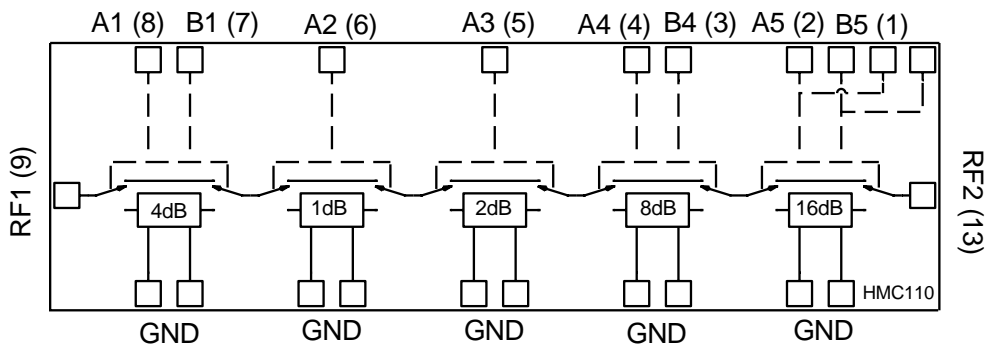 A1 (8) B1 (7) A2 (6) A3 (5) A4 (4) B4 (3) A5 (2) B5 (1)
RF1 (9)
RF2 (13)
4dB 1dB 2dB 8dB 16dB
HMC110
GND GND GND GND GND